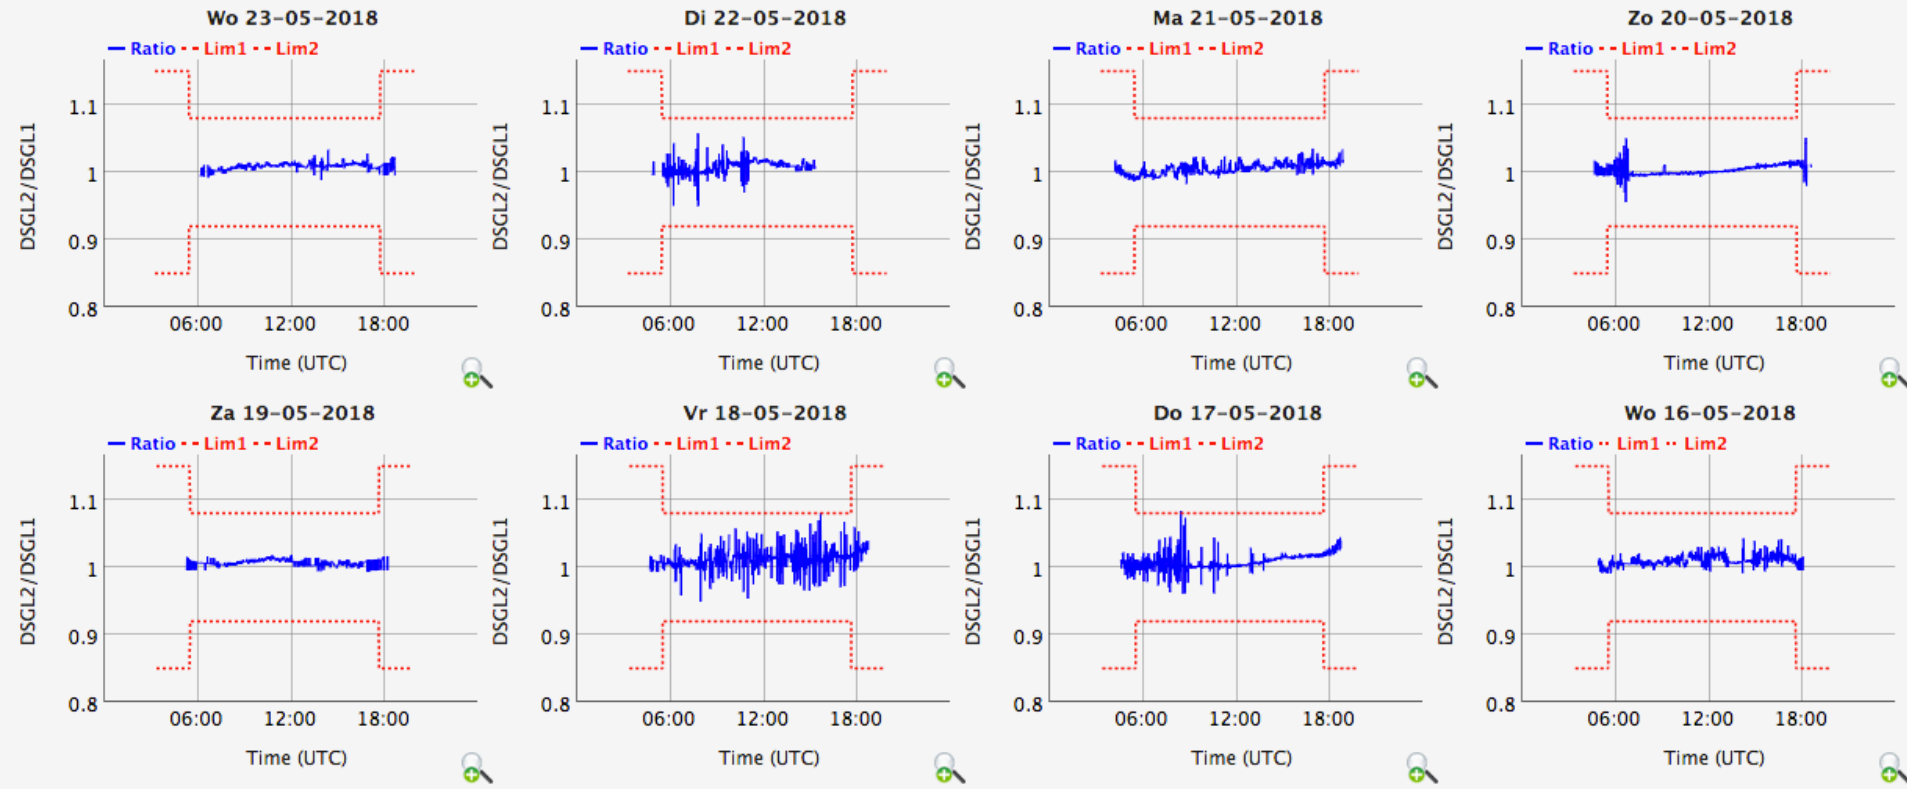 Wo 23-05-2018
Di 22-05-2018
Ma 21-05-2018
Zo 20-05-2018
Ratio Lim1 Lim2
Ratio Lim1 Lim2
Ratio Lim1 Lim2
Ratio Lim1 Lim2
DSGL2/DSGL1
1.1
1
0.9
0.8
06:00 12:00 18:00
Time (UTC)
DSGL2/DSGL1
1.1
1
0.9
0.8
06:00 12:00 18:00
Time (UTC)
DSGL2/DSGL1
1.1
1
0.9
0.8
06:00 12:00 18:00
Time (UTC)
DSGL2/DSGL1
1.1
1
0.9
0.8
06:00 12:00 18:00
Time (UTC)
Za 19-05-2018
Vr 18-05-2018
Do 17-05-2018
Wo 16-05-2018
Ratio Lim1 Lim2
Ratio Lim1 Lim2
Ratio Lim1 Lim2
Ratio Lim1 Lim2
DSGL2/DSGL1
1.1
1
0.9
0.8
06:00 12:00 18:00
Time (UTC)
DSGL2/DSGL1
1.1
1
0.9
0.8
06:00 12:00 18:00
Time (UTC)
DSGL2/DSGL1
1.1
1
0.9
0.8
06:00 12:00 18:00
Time (UTC)
DSGL2/DSGL1
1.1
1
0.9
0.8
06:00 12:00 18:00
Time (UTC)